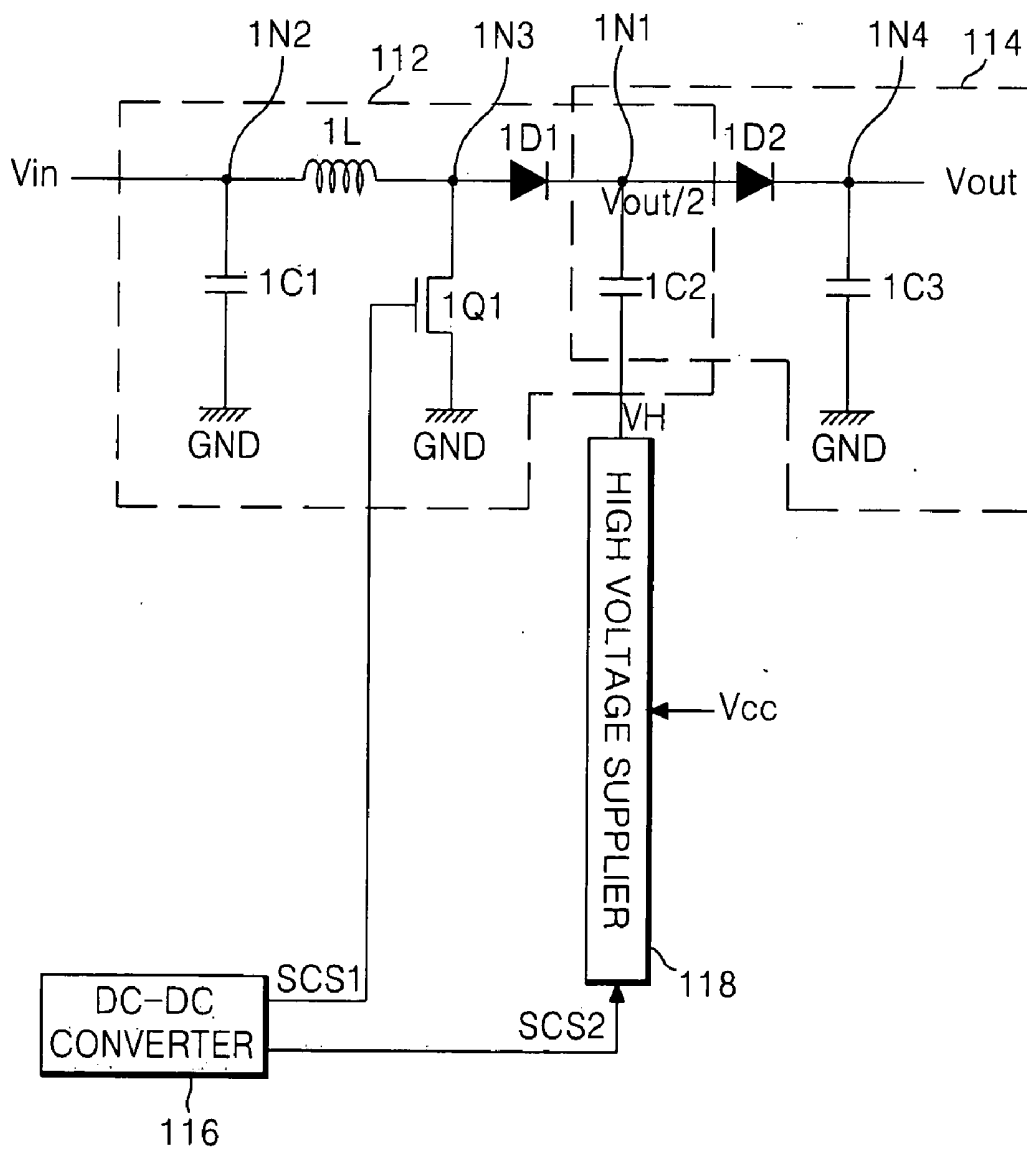 1N2
1N3
1N1
1N4
112
114
1L
1D1
1D2
Vin
Vout/2
Vout
1C1
1Q1
1C2
1C3
GND
GND
VH
GND
HIGH VOLTAGE SUPPLIER
Vcc
118
SCS1
DC-DC
CONVERTER
SCS2
116